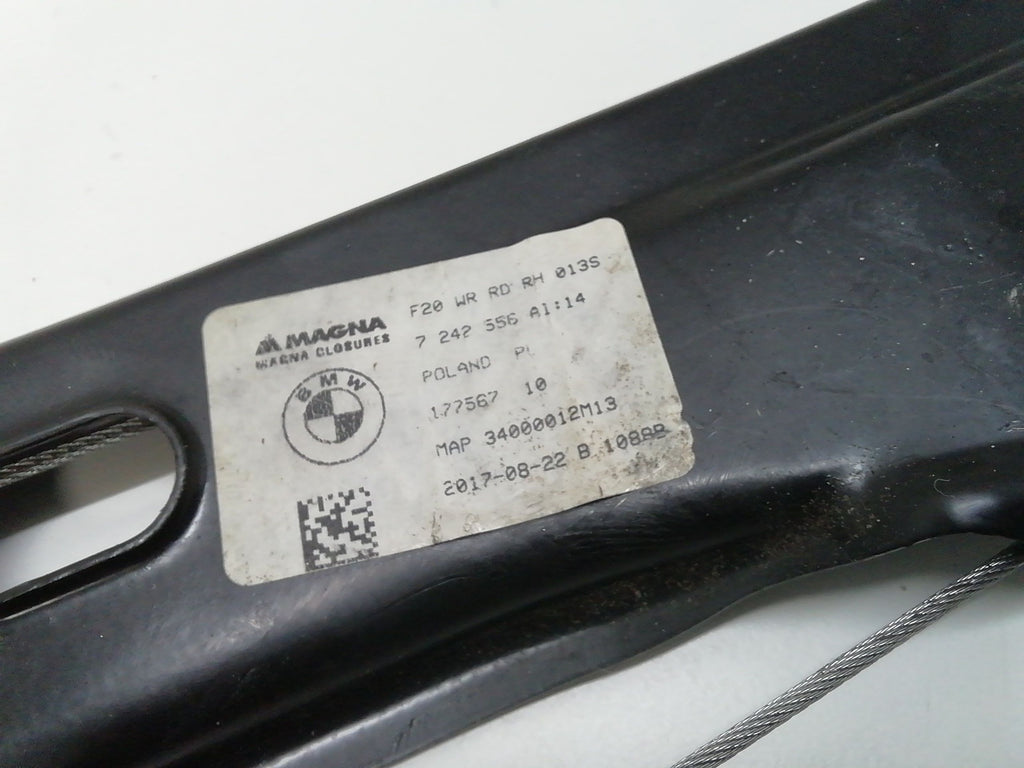 MAGNA
MAGNA CLOSURES
BMW
F20 WR RD RH 013S
7 242 556 A1:14
POLAND PL
177567 10
MAP 34000012M13
2017-08-22 B